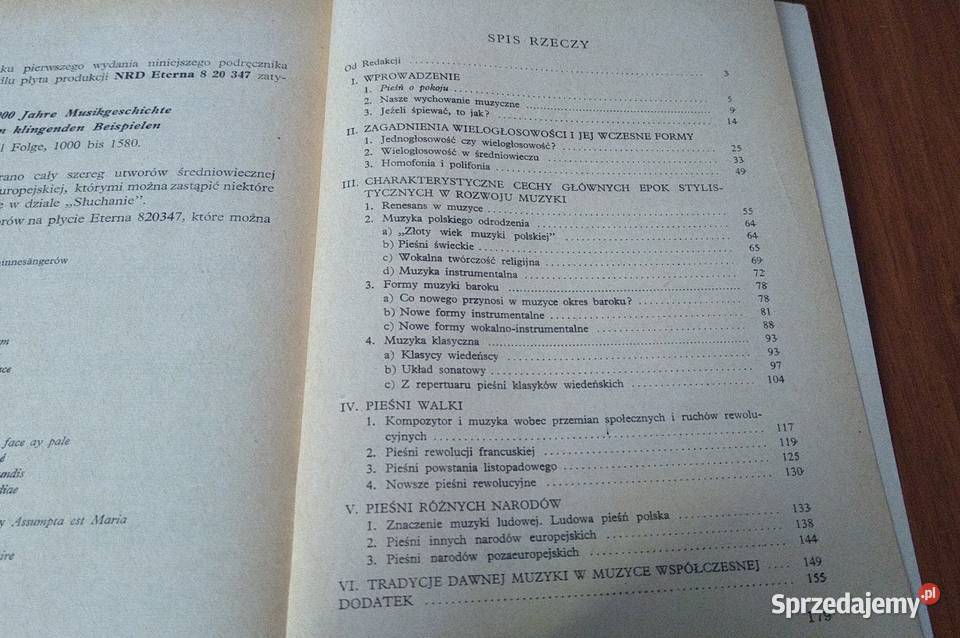 ku pierwszego wydania niniejszego podręcznika
płyta produkcji NRD Eterna 8 20 347 zaty-
Jahre Musikgeschichte
klingenden Beispielen
Folge, 1000 bis 1580.
rano cały szereg utworów średniowiecznej
uropejskiej, którymi można zastąpić niektóre
w dziale „Słuchanie".
orów na płycie Eterna 820347, które można
innesängerów
face ay pale
undis
diae
y Assumpta est Maria
SPIS RZECZY
Od Redakcji 3
I. WPROWADZENIE
1. Pieśń o pokoju 5
2. Nasze wychowanie muzyczne 9
3. Jeżeli śpiewać, to jak? 14
II. ZAGADNIENIA WIELOGŁOSOWOŚCI I JEJ WCZESNE FORMY
1. Jednogłosowość czy wielogłosowość? 25
2. Wielogłosowość w średniowieczu 33
3. Homofonia i polifonia 49
III. CHARAKTERYSTYCZNE CECHY GŁÓWNYCH EPOK STYLIS-
TYCZNYCH W ROZWOJU MUZYKI
1. Renesans w muzyce 55
2. Muzyka polskiego odrodzenia 64
a) „Złoty wiek muzyki polskiej" 64
b) Pieśni świeckie 65
c) Wokalna twórczość religijna 69
d) Muzyka instrumentalna 72
3. Formy muzyki baroku 78
a) Co nowego przynosi w muzyce okres baroku? 78
b) Nowe formy instrumentalne 81
c) Nowe formy wokalno-instrumentalne 88
4. Muzyka klasyczna 93
a) Klasycy wiedeńscy 93
b) Układ sonatowy 97
c) Z repertuaru pieśni klasyków wiedeńskich 104
IV. PIEŚNI WALKI
1. Kompozytor i muzyka wobec przemian społecznych i ruchów rewolu-
cyjnych 117
2. Pieśni rewolucji francuskiej 119
3. Pieśni powstania listopadowego 125
4. Nowsze pieśni rewolucyjne 130
V. PIEŚNI RÓŻNYCH NARODÓW
1. Znaczenie muzyki ludowej. Ludowa pieśń polska 133
2. Pieśni innych narodów europejskich 138
3. Pieśni narodów pozaeuropejskich 144
VI. TRADYCJE DAWNEJ MUZYKI W MUZYCE WSPÓŁCZESNEJ 149
DODATEK 155
179
Sprzedajemy.pl